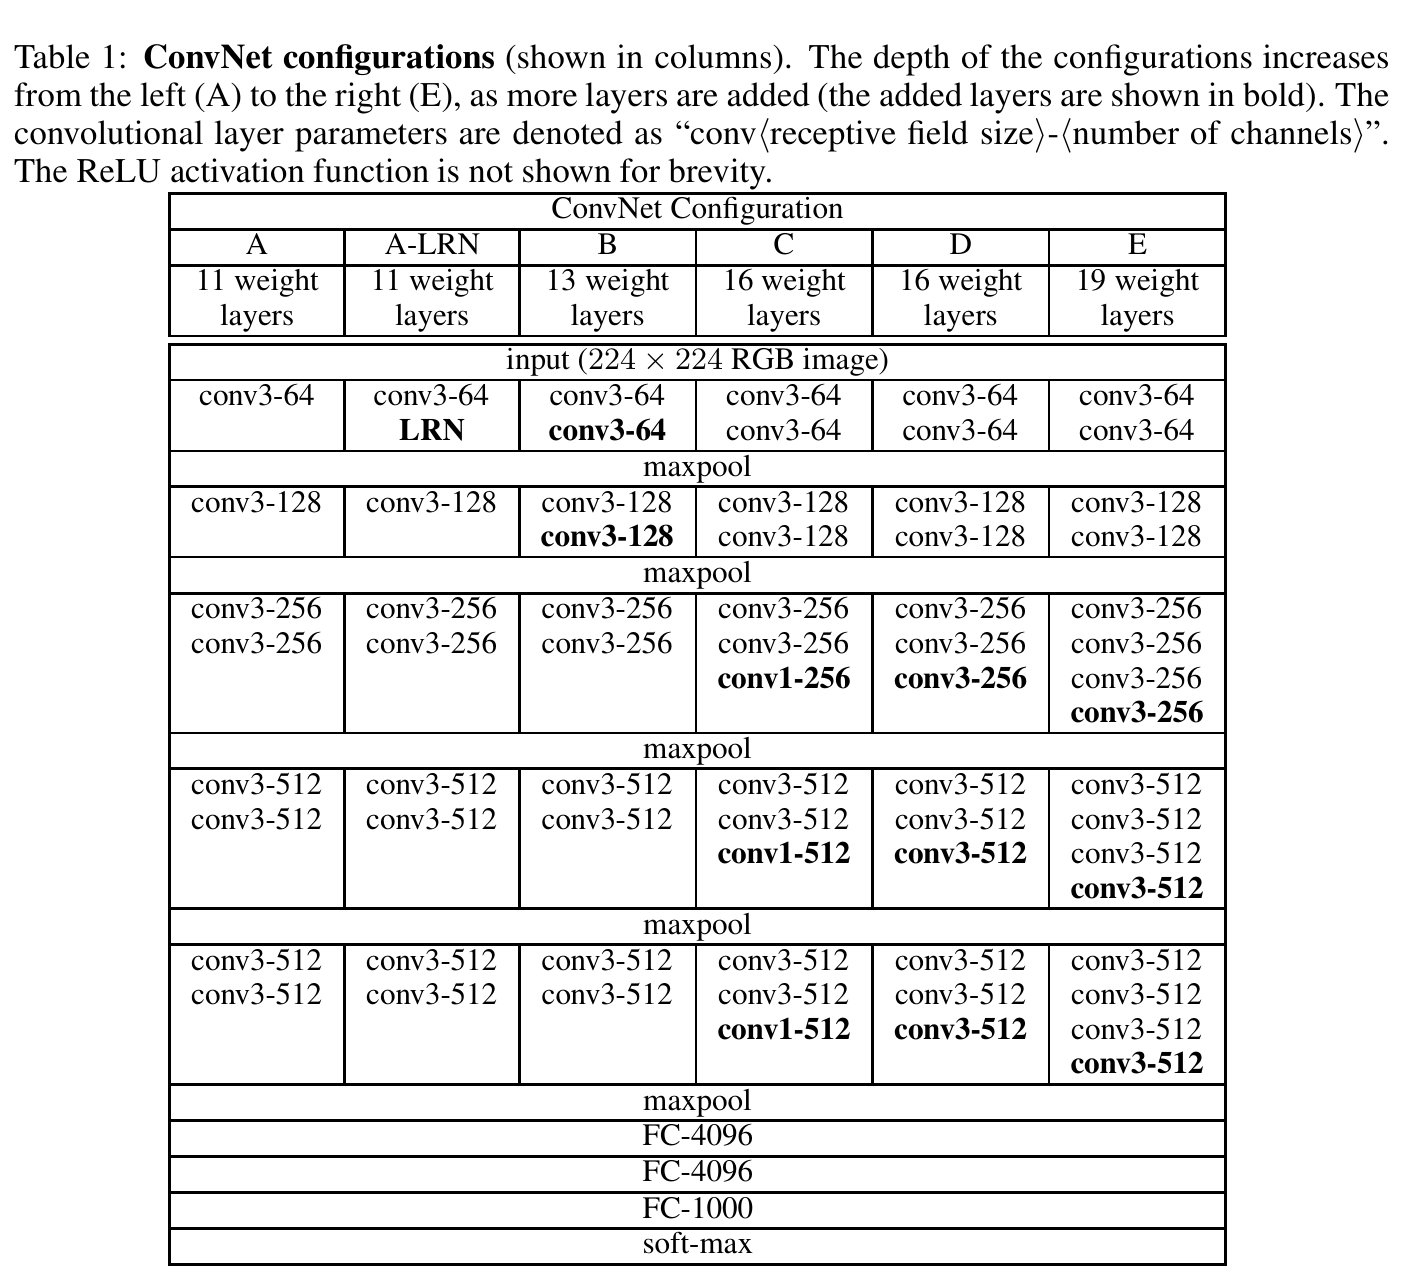 Table 1: ConvNet configurations (shown in columns). The depth of the configurations increases
from the left (A) to the right (E), as more layers are added (the added layers are shown in bold). The
convolutional layer parameters are denoted as “conv⟨receptive field size⟩-⟨number of channels⟩”.
The ReLU activation function is not shown for brevity.
ConvNet Configuration
A A-LRN B C D E
11 weight 11 weight 13 weight 16 weight 16 weight 19 weight
layers layers layers layers layers layers
input (224 × 224 RGB image)
conv3-64 conv3-64 conv3-64 conv3-64 conv3-64 conv3-64
LRN conv3-64 conv3-64 conv3-64 conv3-64
maxpool
conv3-128 conv3-128 conv3-128 conv3-128 conv3-128 conv3-128
conv3-128 conv3-128 conv3-128 conv3-128
maxpool
conv3-256 conv3-256 conv3-256 conv3-256 conv3-256 conv3-256
conv3-256 conv3-256 conv3-256 conv3-256 conv3-256 conv3-256
conv1-256 conv3-256 conv3-256
conv3-256
maxpool
conv3-512 conv3-512 conv3-512 conv3-512 conv3-512 conv3-512
conv3-512 conv3-512 conv3-512 conv3-512 conv3-512 conv3-512
conv1-512 conv3-512 conv3-512
conv3-512
maxpool
conv3-512 conv3-512 conv3-512 conv3-512 conv3-512 conv3-512
conv3-512 conv3-512 conv3-512 conv3-512 conv3-512 conv3-512
conv1-512 conv3-512 conv3-512
conv3-512
maxpool
FC-4096
FC-4096
FC-1000
soft-max